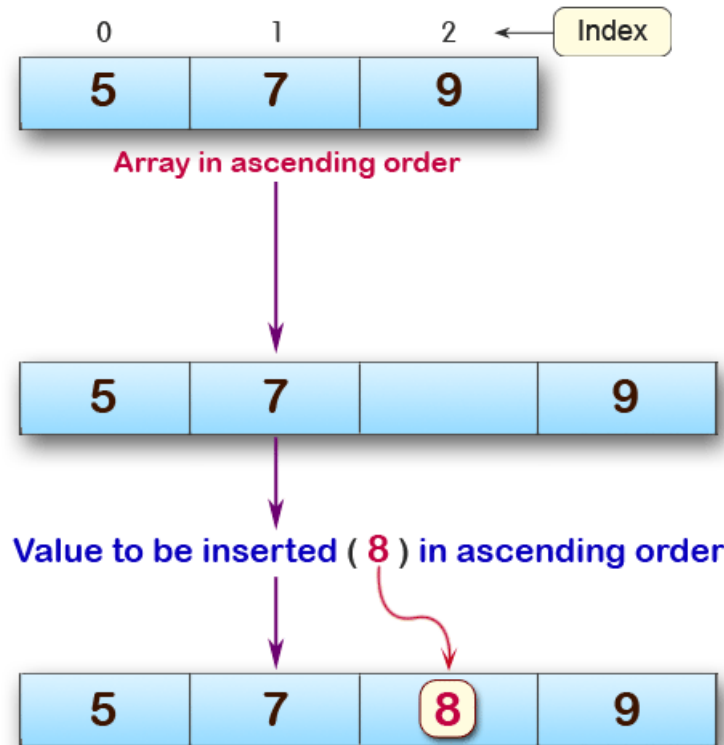 0 1 2 Index
5 7 9
Array in ascending order
5 7 9
Value to be inserted ( 8 ) in ascending order
5 7 8 9